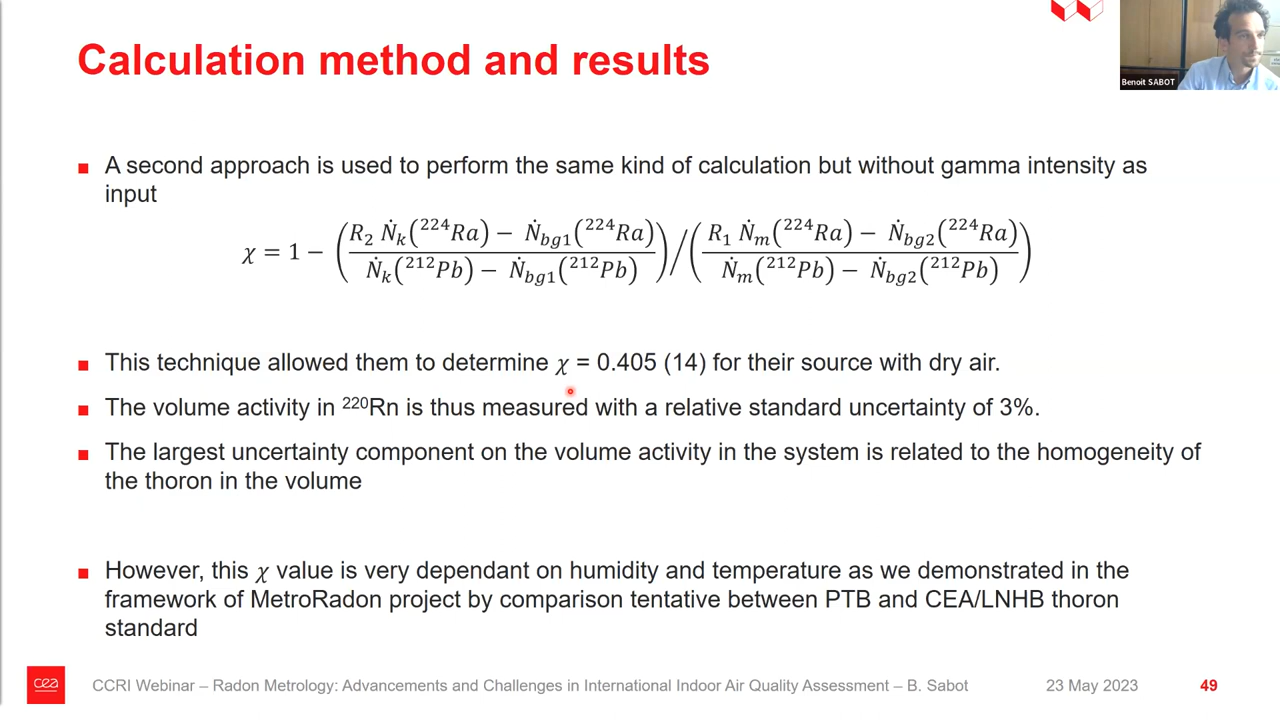 Calculation method and results
Benoit SABOT
■ A second approach is used to perform the same kind of calculation but without gamma intensity as
input
χ = 1 − (R₂ Ṅₖ(²²⁴Ra) − Ṅ_bg1(²²⁴Ra) / Ṅₖ(²¹²Pb) − Ṅ_bg1(²¹²Pb)) / (R₁ Ṅₘ(²²⁴Ra) − Ṅ_bg2(²²⁴Ra) / Ṅₘ(²¹²Pb) − Ṅ_bg2(²¹²Pb))
■ This technique allowed them to determine χ = 0.405 (14) for their source with dry air.
■ The volume activity in ²²⁰Rn is thus measured with a relative standard uncertainty of 3%.
■ The largest uncertainty component on the volume activity in the system is related to the homogeneity of
the thoron in the volume
■ However, this χ value is very dependant on humidity and temperature as we demonstrated in the
framework of MetroRadon project by comparison tentative between PTB and CEA/LNHB thoron
standard
cea
CCRI Webinar – Radon Metrology: Advancements and Challenges in International Indoor Air Quality Assessment – B. Sabot
23 May 2023
49